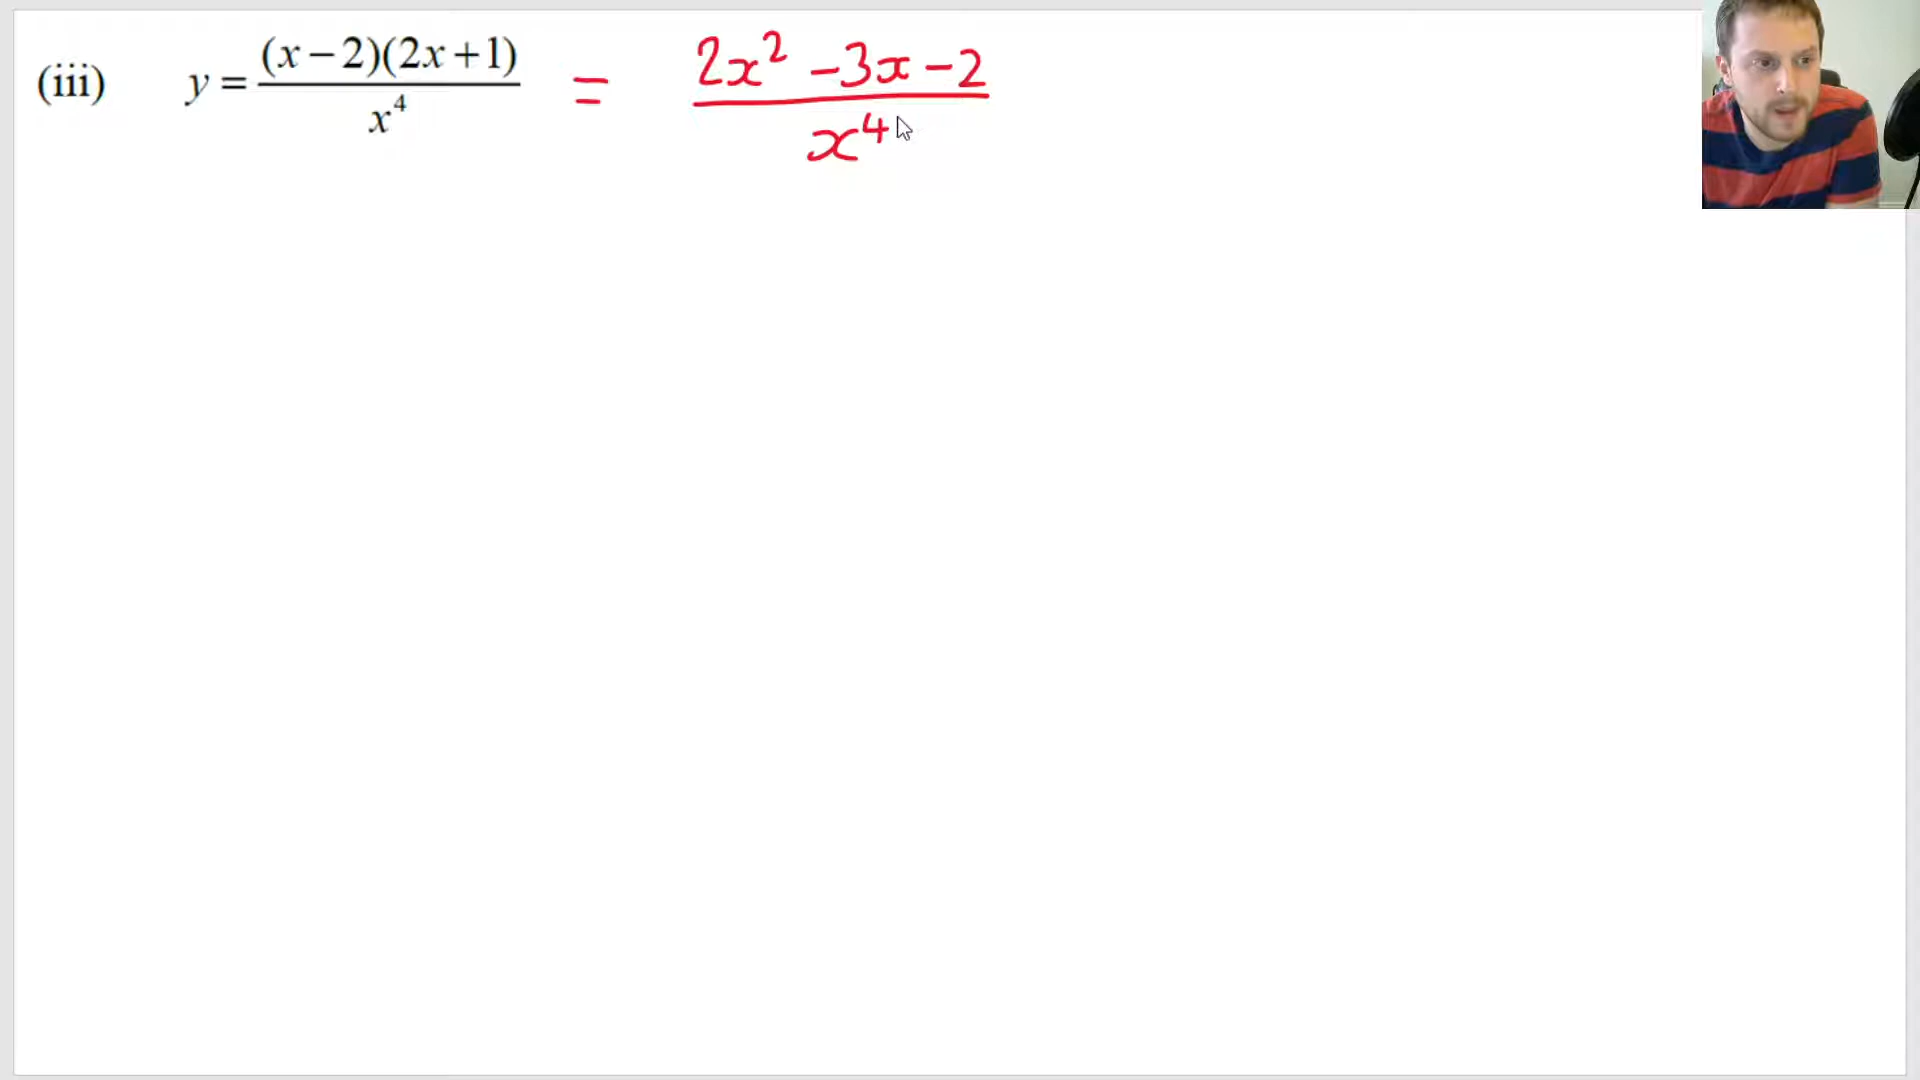 (iii) y = (x − 2)(2x + 1) / x⁴ = 2x² − 3x − 2 / x⁴